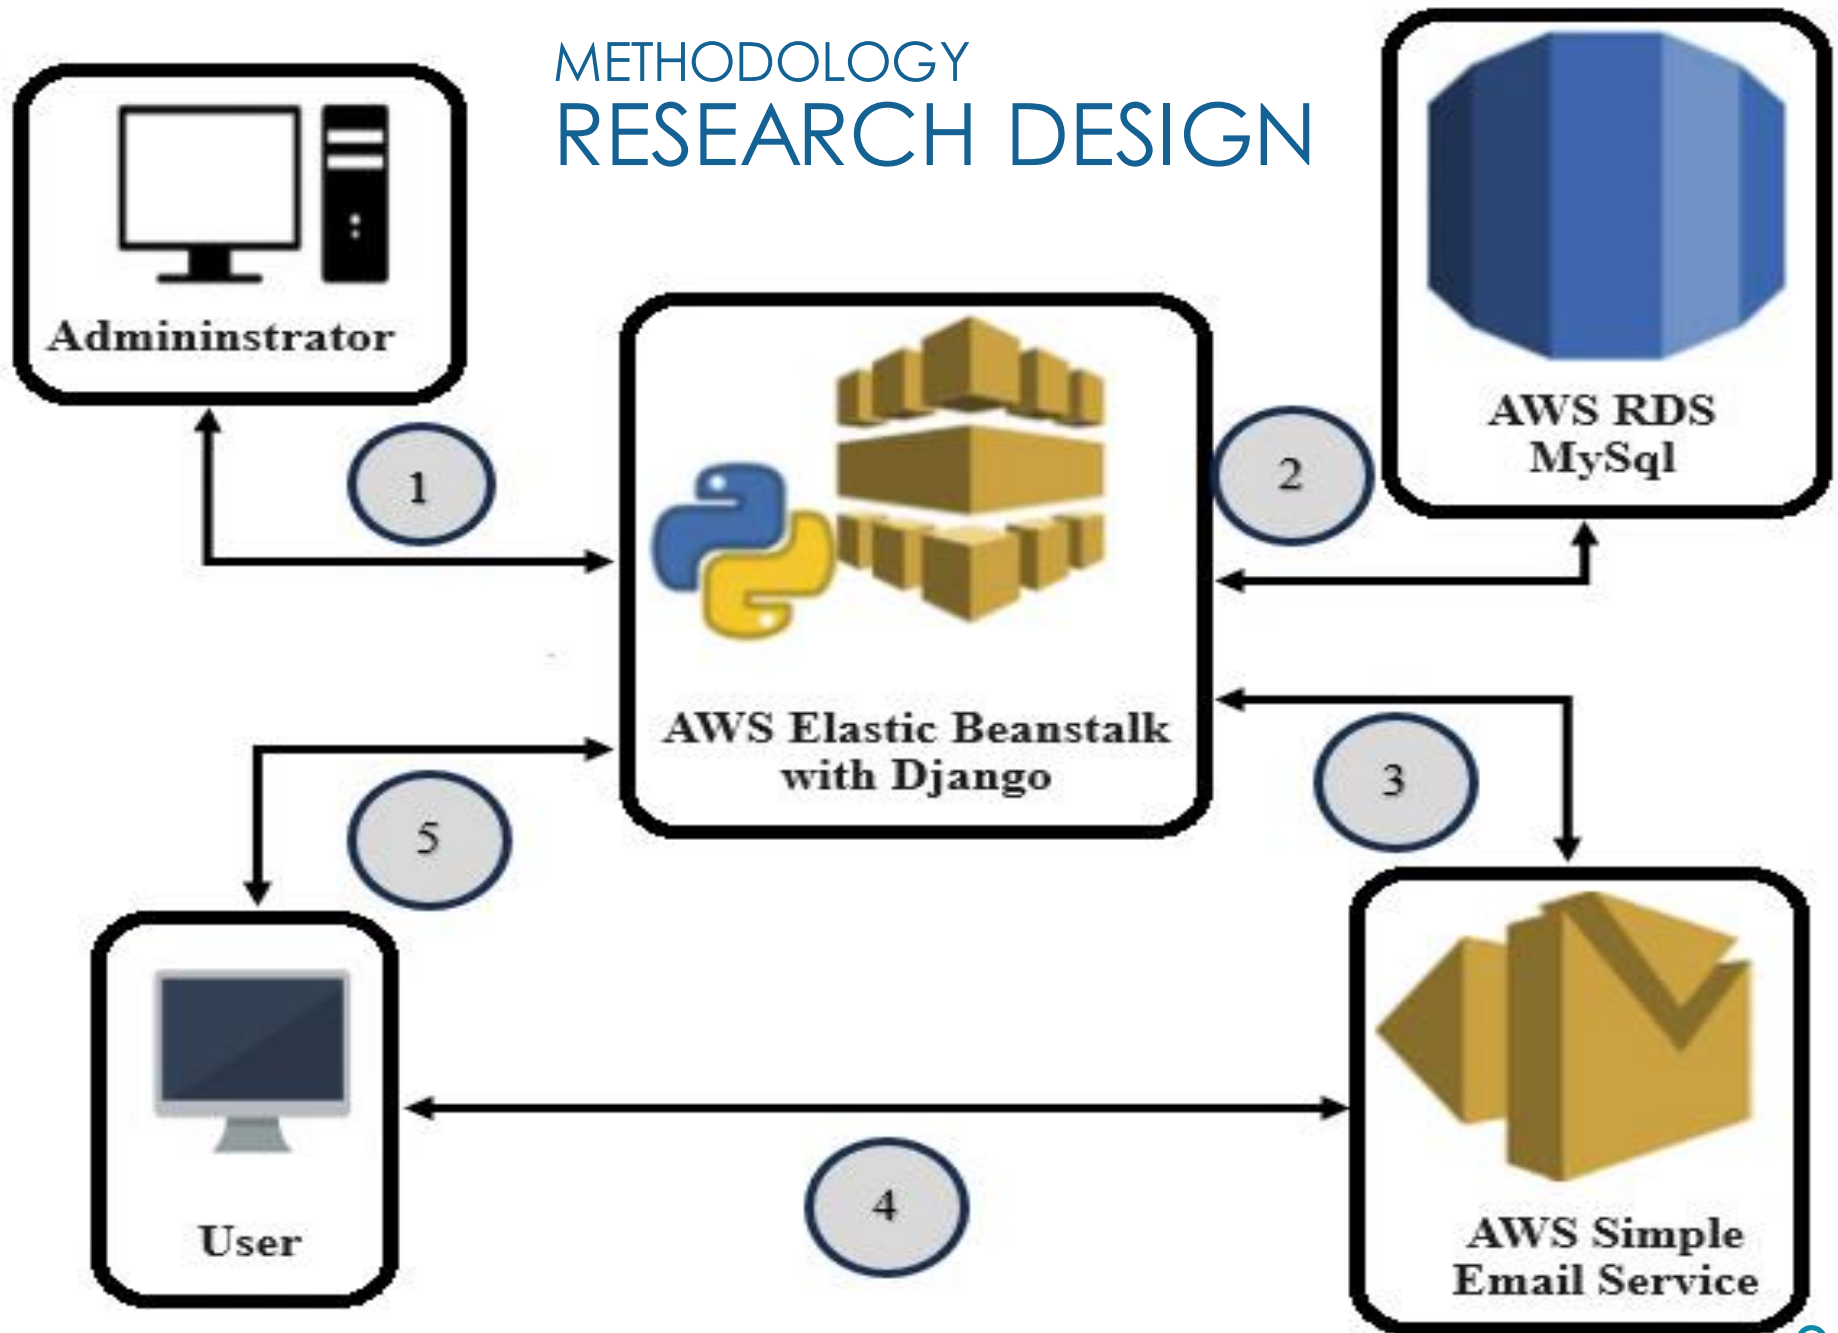 METHODOLOGY
RESEARCH DESIGN
Admininstrator
1
AWS RDS
MySql
2
AWS Elastic Beanstalk
with Django
3
5
User
4
AWS Simple
Email Service